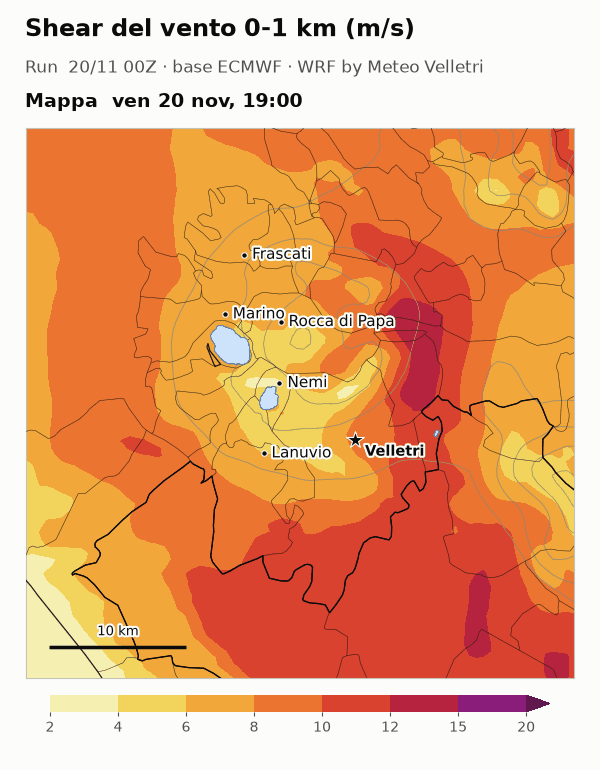 Shear del vento 0-1 km (m/s)
Run  20/11 00Z · base ECMWF · WRF by Meteo Velletri
Mappa  ven 20 nov, 19:00
Frascati
Marino
Rocca di Papa
Nemi
Velletri
Lanuvio
10 km
2 4 6 8 10 12 15 20